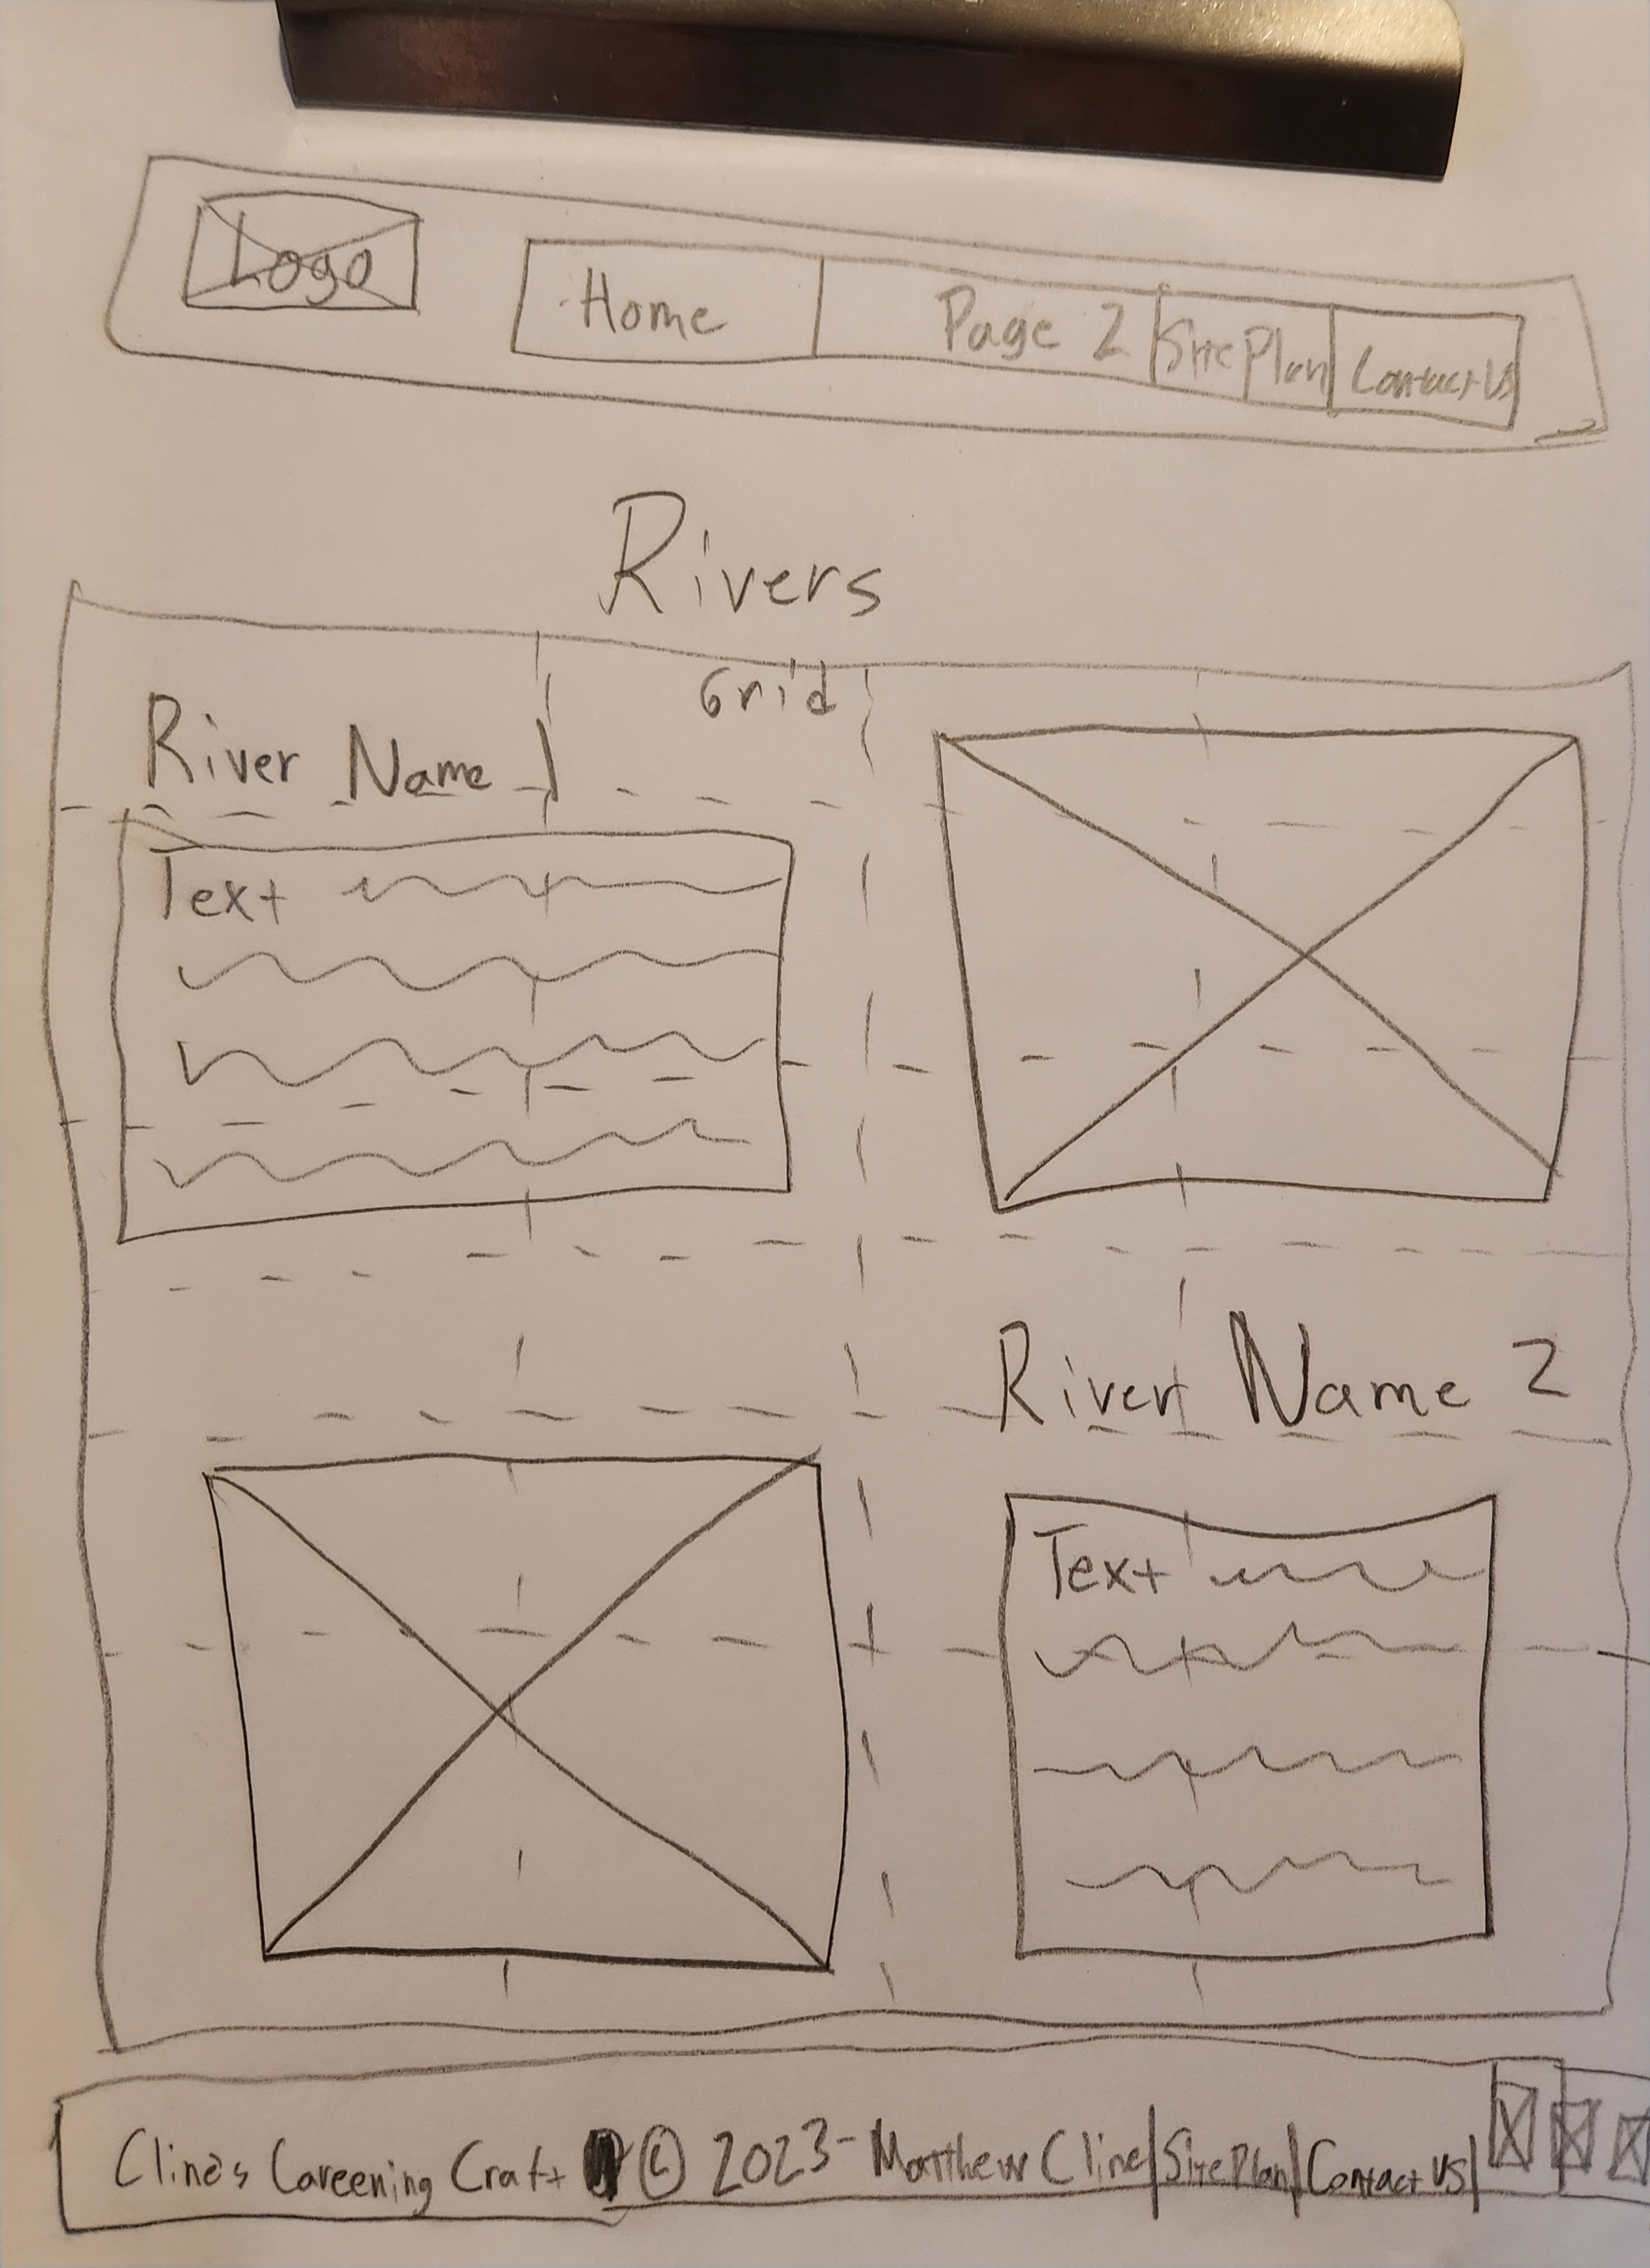 Logo
Home Page 2 Site Plan Contact Us
Rivers
Grid
River Name 1
Text
River Name 2
Text
Cline's Careening Craft © 2023 - Matthew Cline | Site Plan | Contact US |